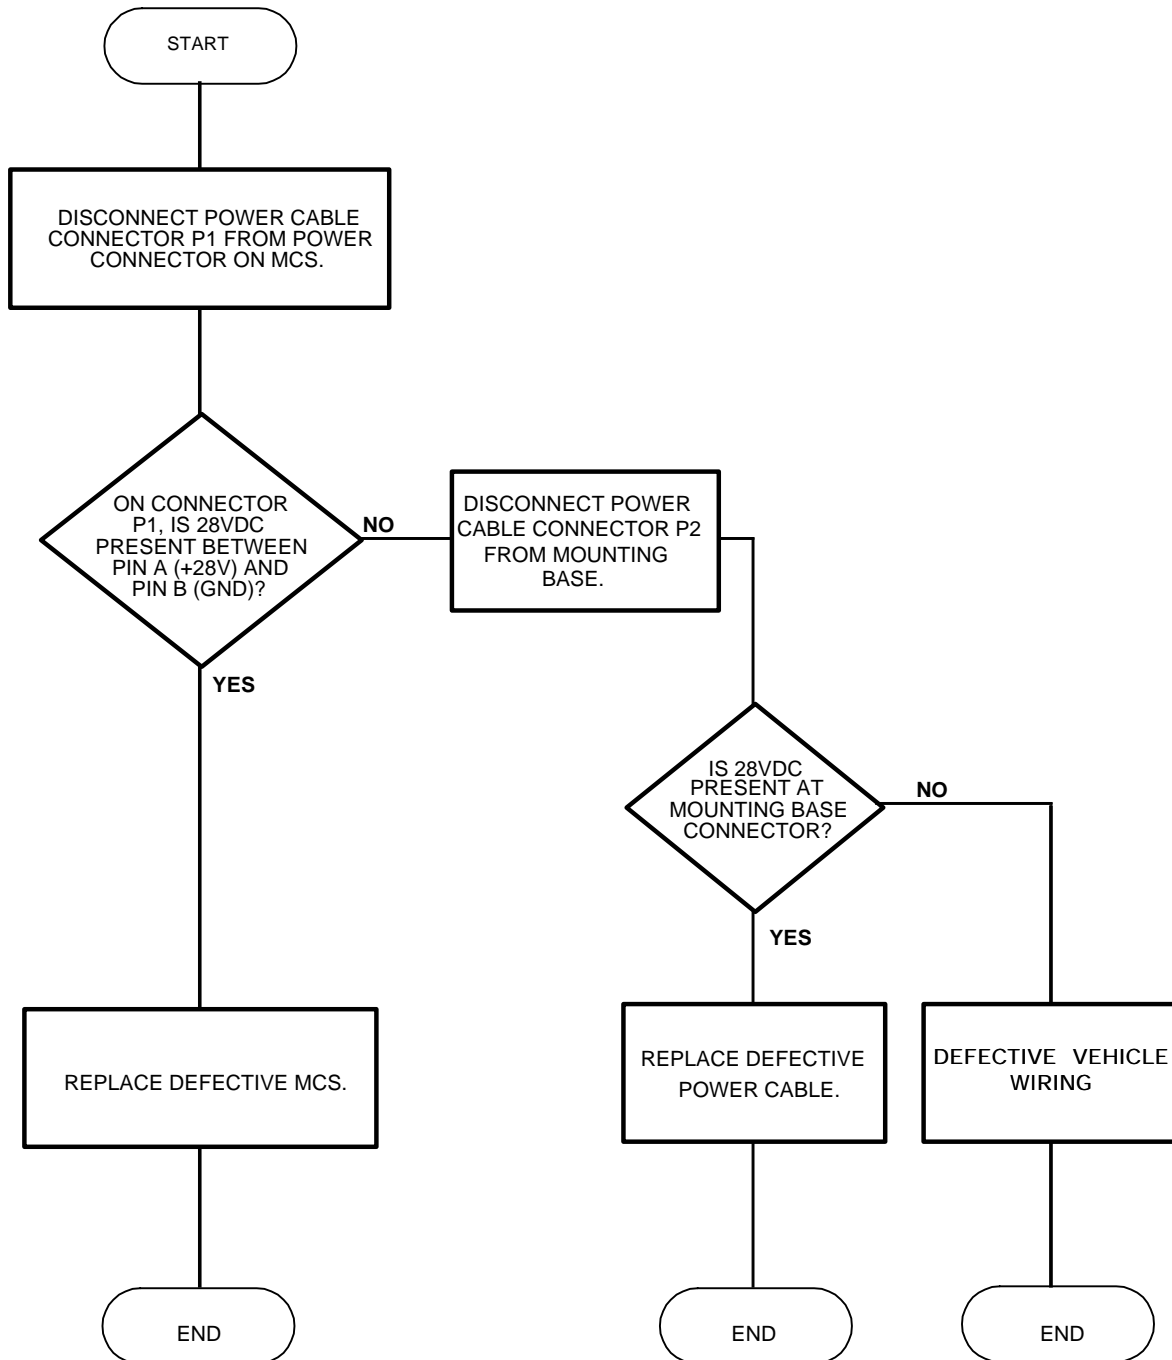 START
DISCONNECT POWER CABLE
CONNECTOR P1 FROM POWER
CONNECTOR ON MCS.
ON CONNECTOR
P1, IS 28VDC
PRESENT BETWEEN
PIN A (+28V) AND
PIN B (GND)?
NO
DISCONNECT POWER
CABLE CONNECTOR P2
FROM MOUNTING
BASE.
YES
IS 28VDC
PRESENT AT
MOUNTING BASE
CONNECTOR?
NO
YES
REPLACE DEFECTIVE MCS.
REPLACE DEFECTIVE
POWER CABLE.
DEFECTIVE VEHICLE
WIRING
END
END
END